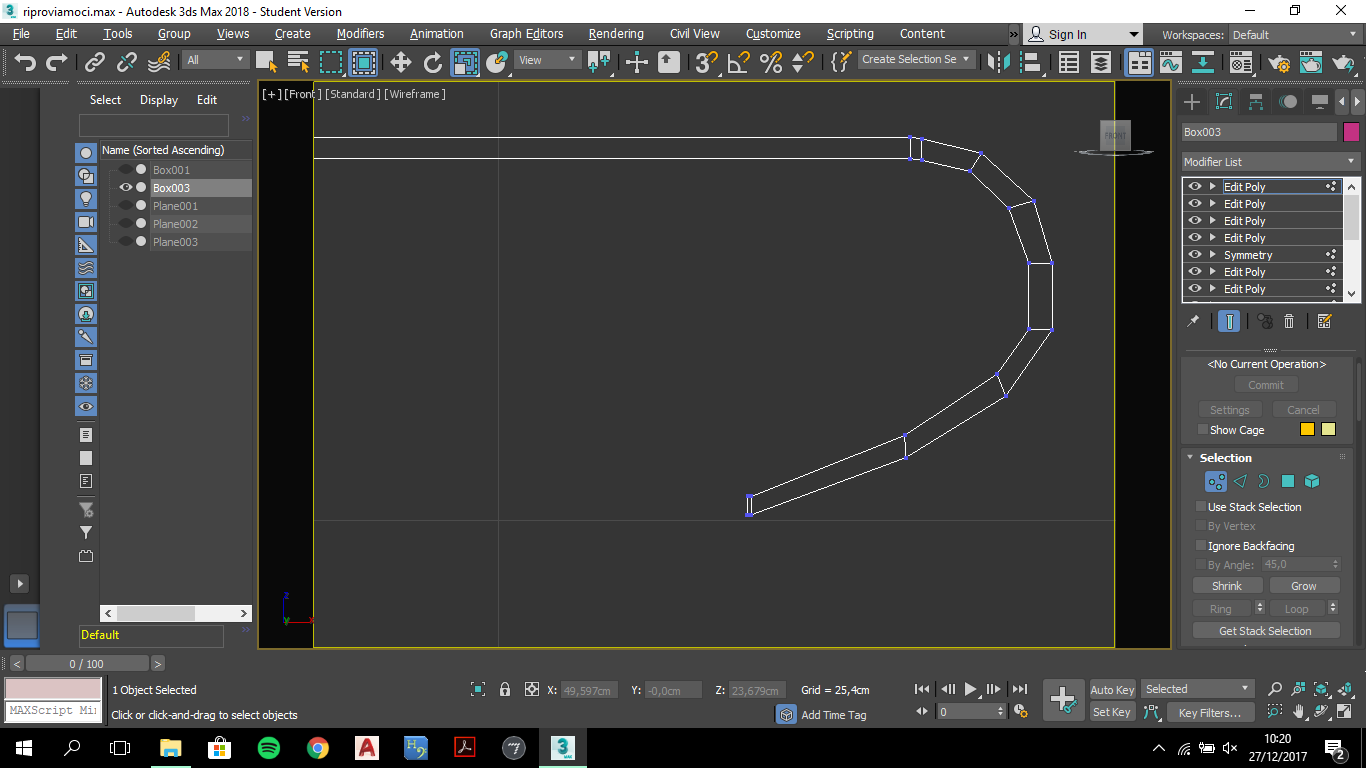 riproviamoci.max - Autodesk 3ds Max 2018 - Student Version
File Edit Tools Group Views Create Modifiers Animation Graph Editors Rendering Civil View Customize Scripting Content » Sign In Workspaces: Default
All View Create Selection Se
Select Display Edit
[+] [Front] [Standard] [Wireframe]
FRONT
Name (Sorted Ascending)
Box001
Box003
Plane001
Plane002
Plane003
Default
z
y x
Box003
Modifier List
Edit Poly
Edit Poly
Edit Poly
Edit Poly
Symmetry
Edit Poly
Edit Poly
<No Current Operation>
Commit
Settings Cancel
Show Cage
Selection
Use Stack Selection
By Vertex
Ignore Backfacing
By Angle: 45,0
Shrink Grow
Ring Loop
Get Stack Selection
< 0 / 100 >
1 Object Selected X: 49,597cm Y: -0,0cm Z: 23,679cm Grid = 25,4cm Auto Key Selected
MAXScript Mi
Click or click-and-drag to select objects Add Time Tag 0 Set Key Key Filters...
10:20
27/12/2017
2